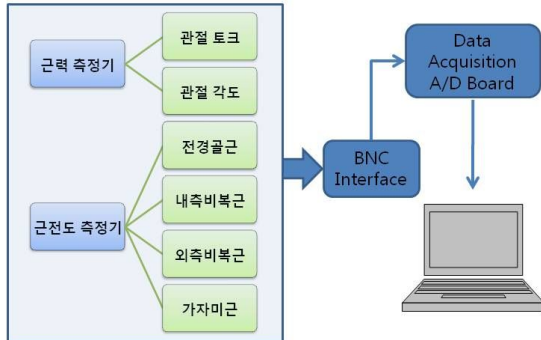 근력 측정기
관절 토크
관절 각도
근전도 측정기
전경골근
내측비복근
외측비복근
가자미근
BNC
Interface
Data
Acquisition
A/D Board